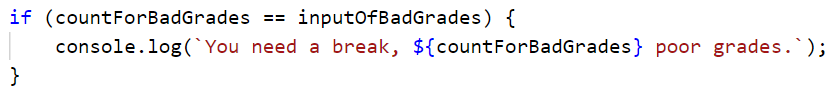 if (countForBadGrades == inputOfBadGrades) {
    console.log(`You need a break, ${countForBadGrades} poor grades.`);
}